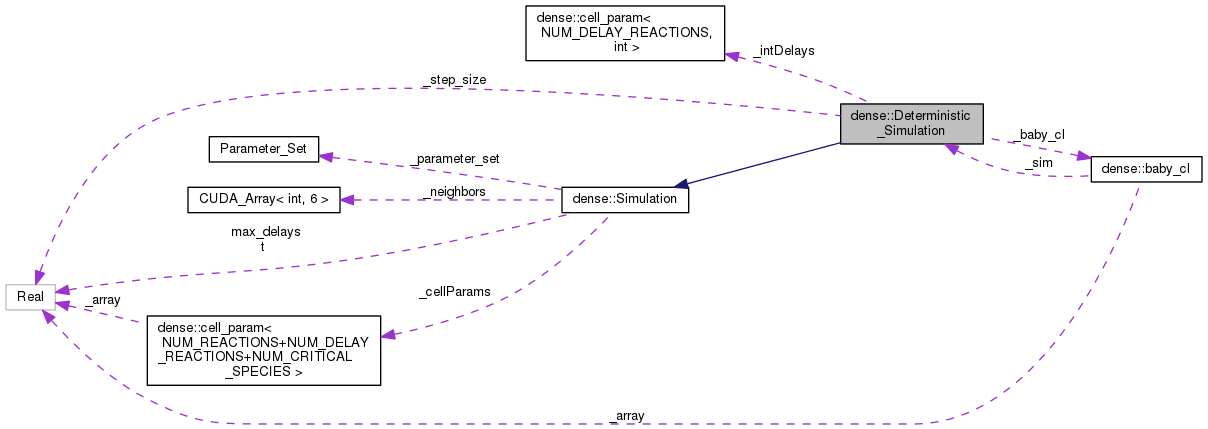 dense::cell_param<
NUM_DELAY_REACTIONS,
int >
_intDelays
_step_size
dense::Deterministic
_Simulation
_baby_cl
_sim
dense::baby_cl
Parameter_Set
_parameter_set
CUDA_Array< int, 6 >
_neighbors
dense::Simulation
max_delays
t
_cellParams
Real
_array
dense::cell_param<
NUM_REACTIONS+NUM_DELAY
_REACTIONS+NUM_CRITICAL
_SPECIES >
_array